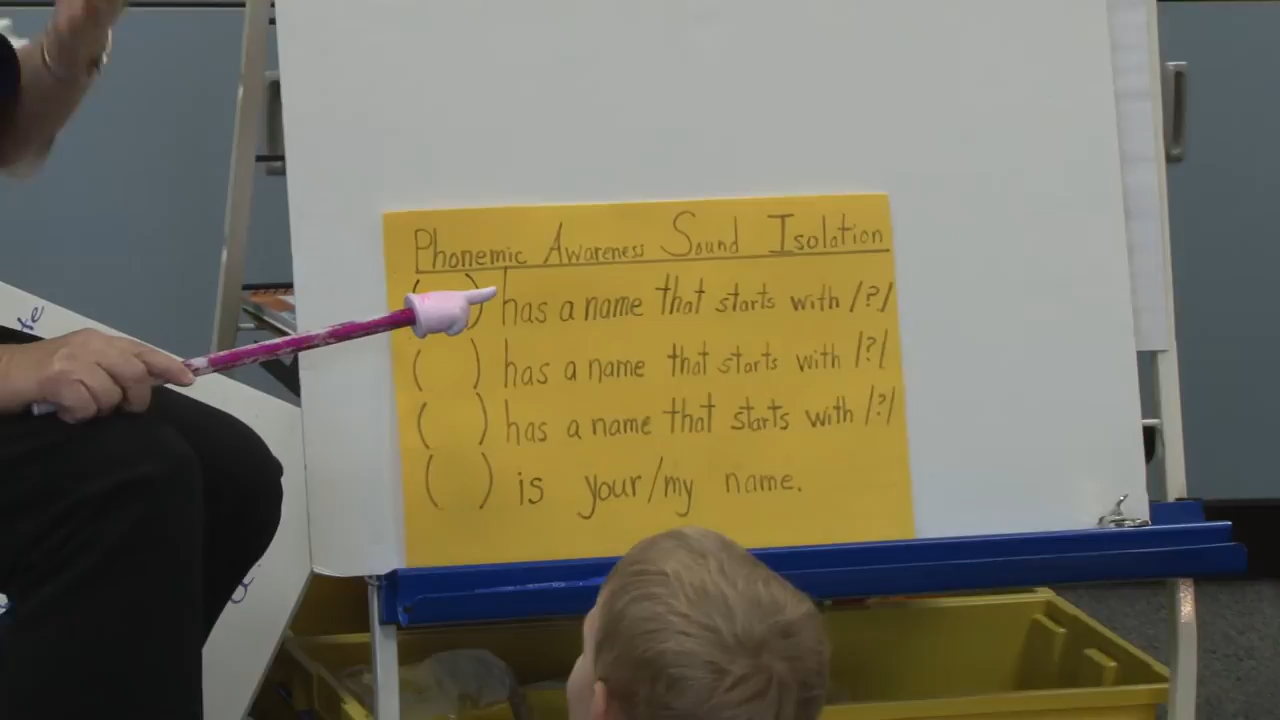 Phonemic Awareness Sound Isolation
( ) has a name that starts with /?/
( ) has a name that starts with /?/
( ) has a name that starts with /?/
( ) is your/my name.